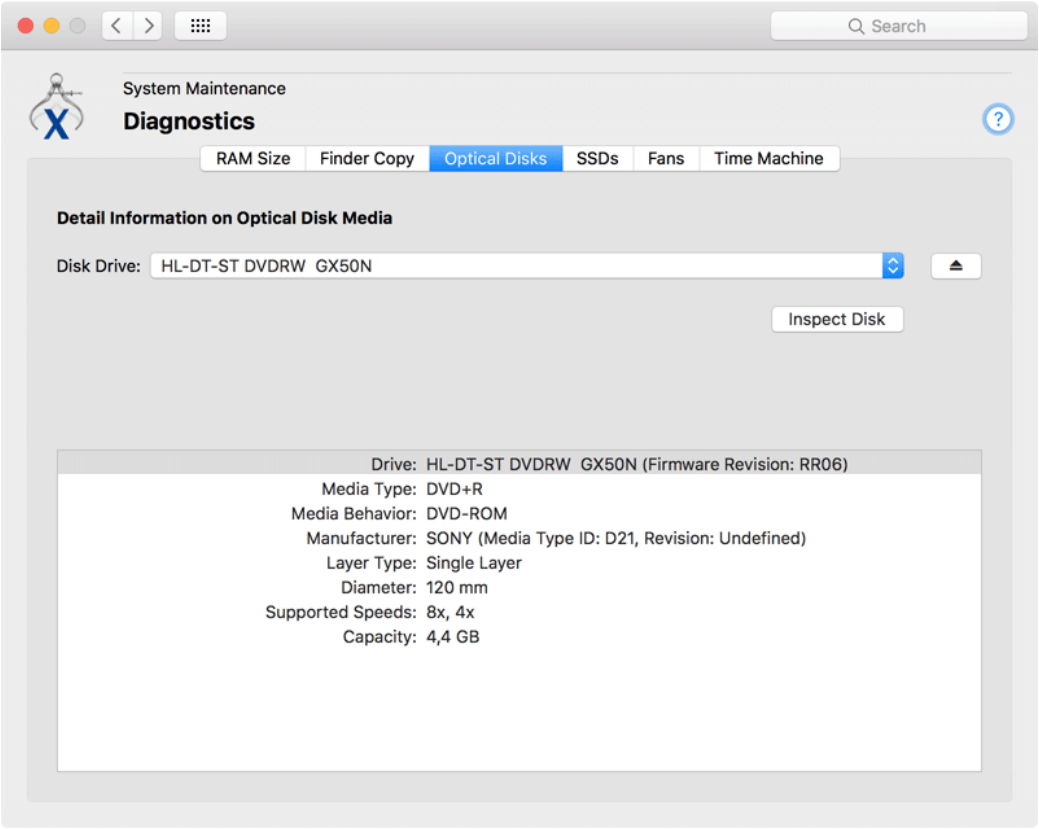 Search
System Maintenance
Diagnostics
?
RAM Size Finder Copy Optical Disks SSDs Fans Time Machine
Detail Information on Optical Disk Media
Disk Drive: HL-DT-ST DVDRW  GX50N
Inspect Disk
Drive: HL-DT-ST DVDRW  GX50N (Firmware Revision: RR06)
Media Type: DVD+R
Media Behavior: DVD-ROM
Manufacturer: SONY (Media Type ID: D21, Revision: Undefined)
Layer Type: Single Layer
Diameter: 120 mm
Supported Speeds: 8x, 4x
Capacity: 4,4 GB